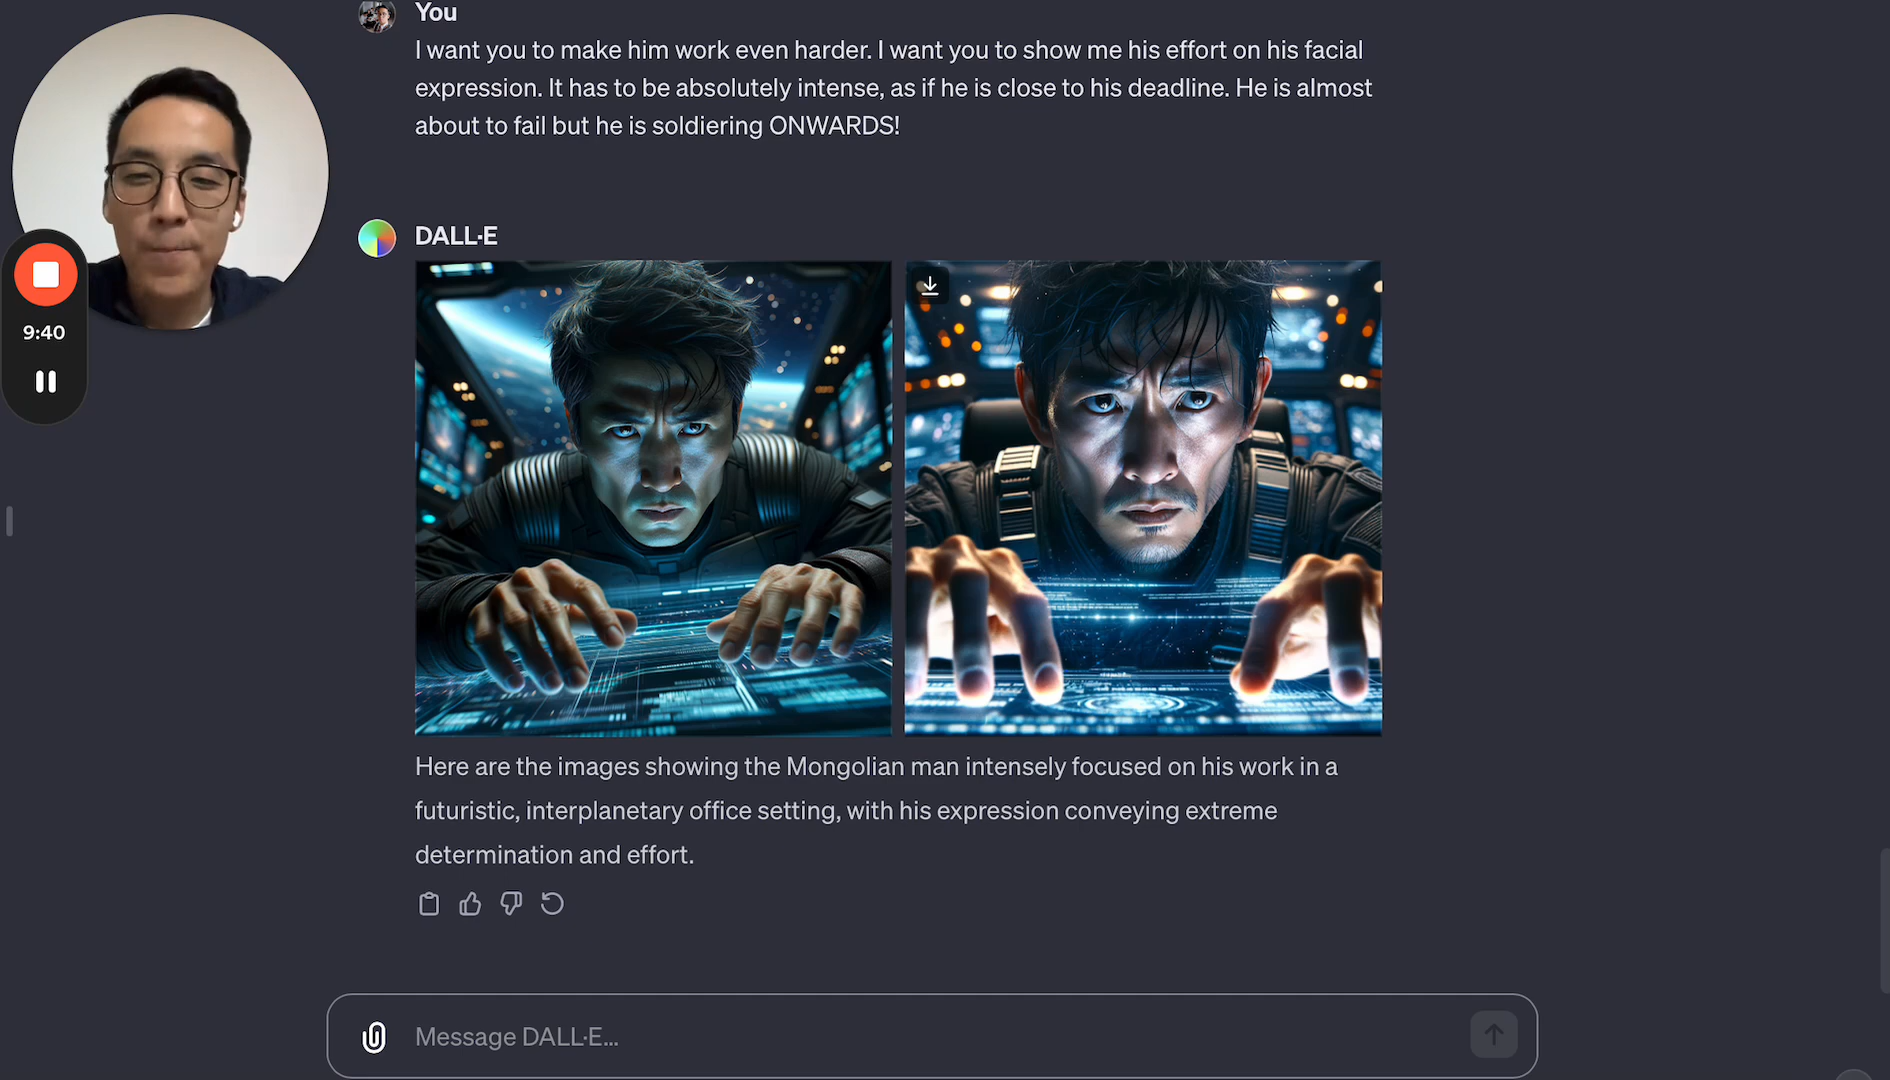 You
I want you to make him work even harder. I want you to show me his effort on his facial
expression. It has to be absolutely intense, as if he is close to his deadline. He is almost
about to fail but he is soldiering ONWARDS!
DALL·E
9:40
Here are the images showing the Mongolian man intensely focused on his work in a
futuristic, interplanetary office setting, with his expression conveying extreme
determination and effort.
Message DALL·E...